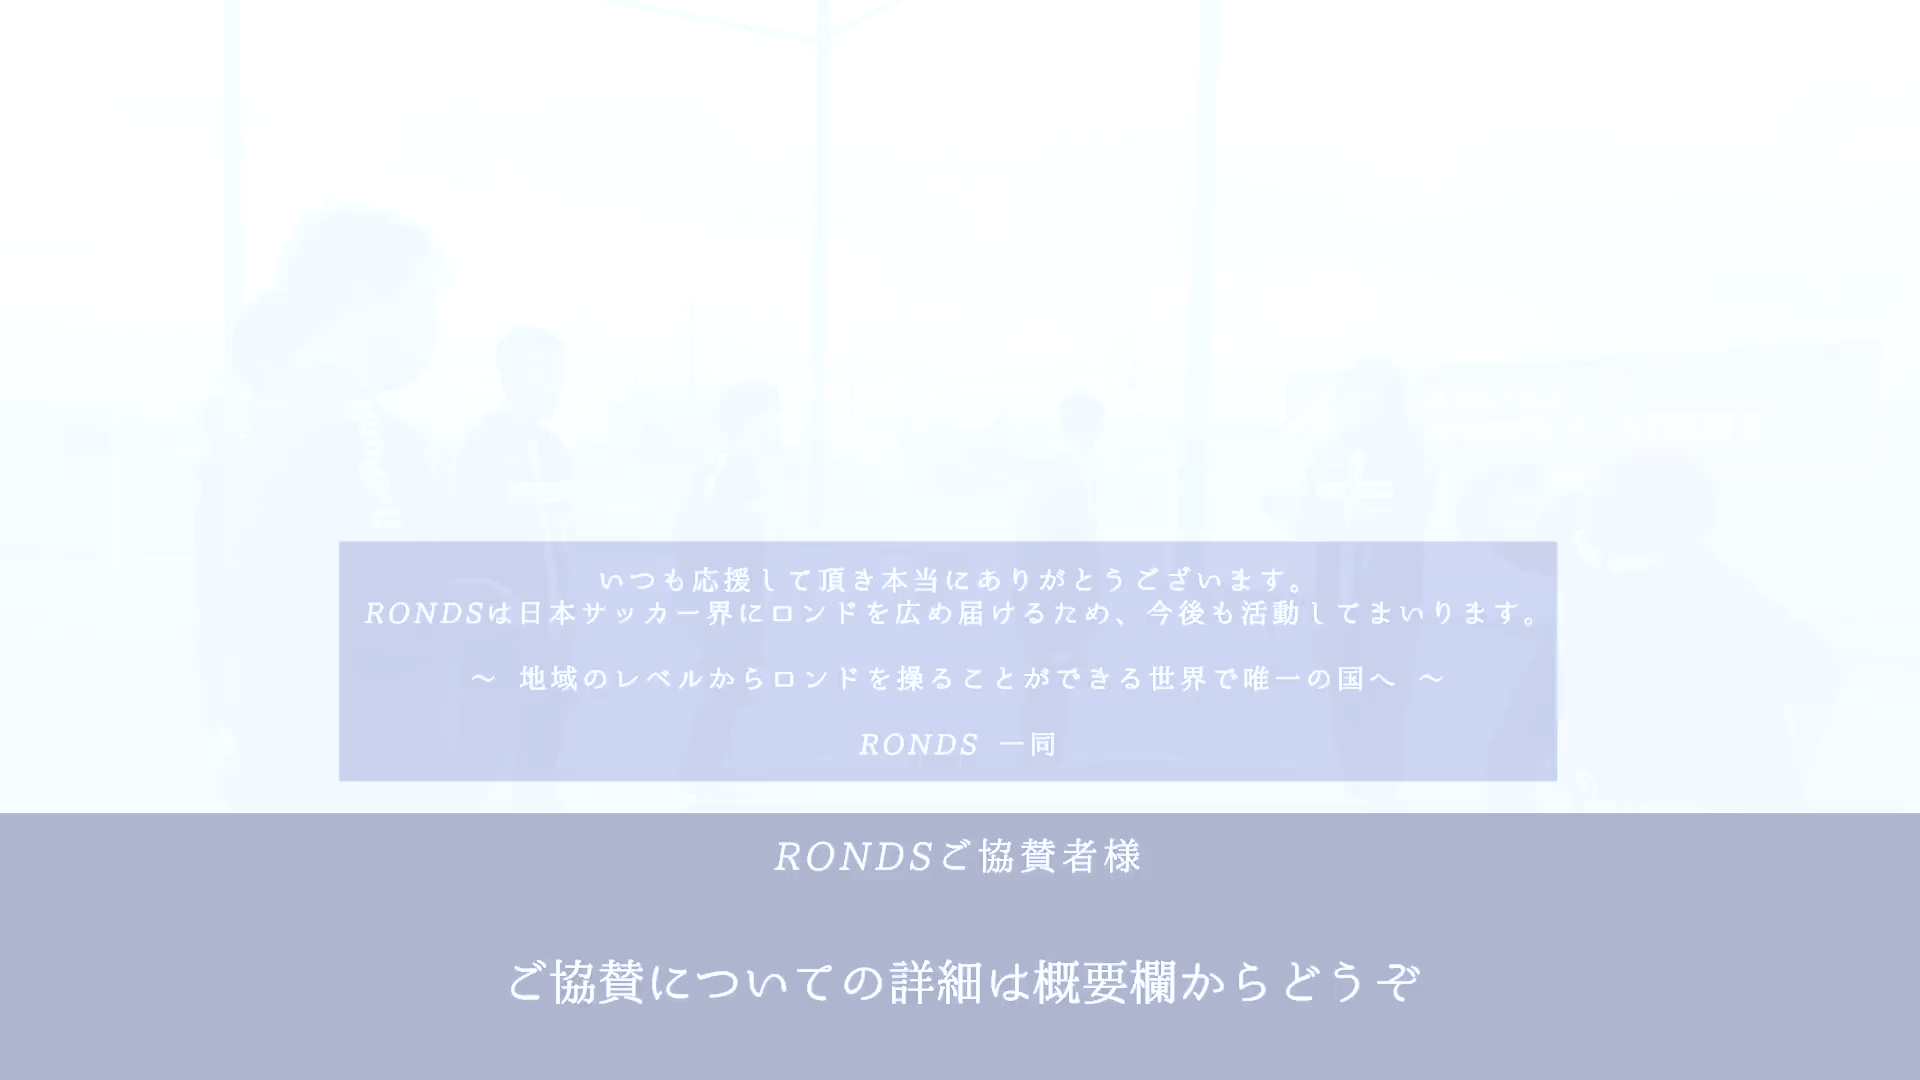 いつも応援して頂き本当にありがとうございます。
RONDSは日本サッカー界にロンドを広め届けるため、今後も活動してまいります。
〜 地域のレベルからロンドを操ることができる世界で唯一の国へ 〜
RONDS 一同
RONDSご協賛者様
ご協賛についての詳細は概要欄からどうぞ